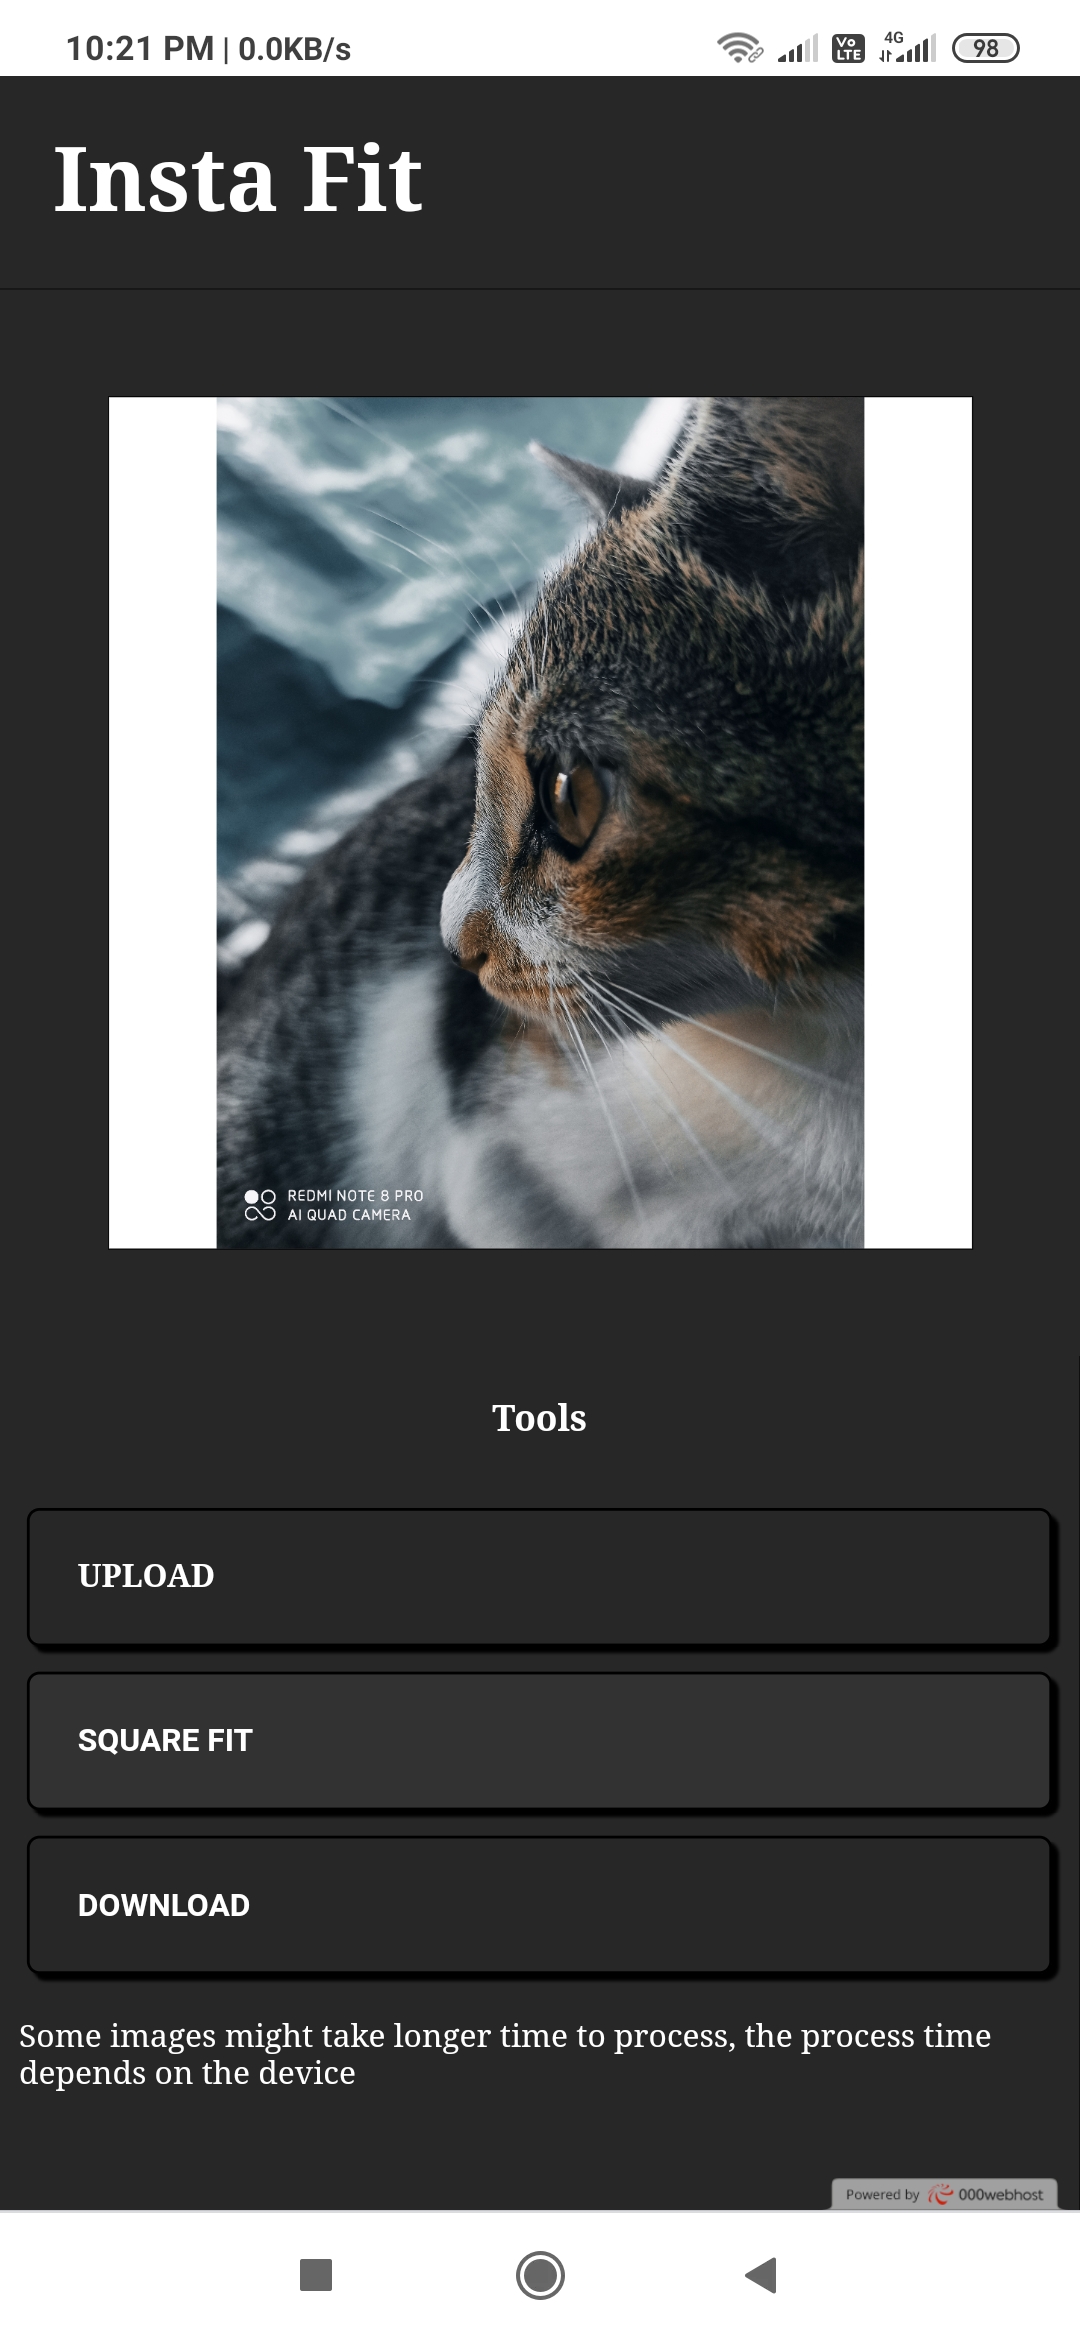 10:21 PM | 0.0KB/s
Vo
LTE
4G
98
Insta Fit
REDMI NOTE 8 PRO
AI QUAD CAMERA
Tools
UPLOAD
SQUARE FIT
DOWNLOAD
Some images might take longer time to process, the process time
depends on the device
Powered by 000webhost